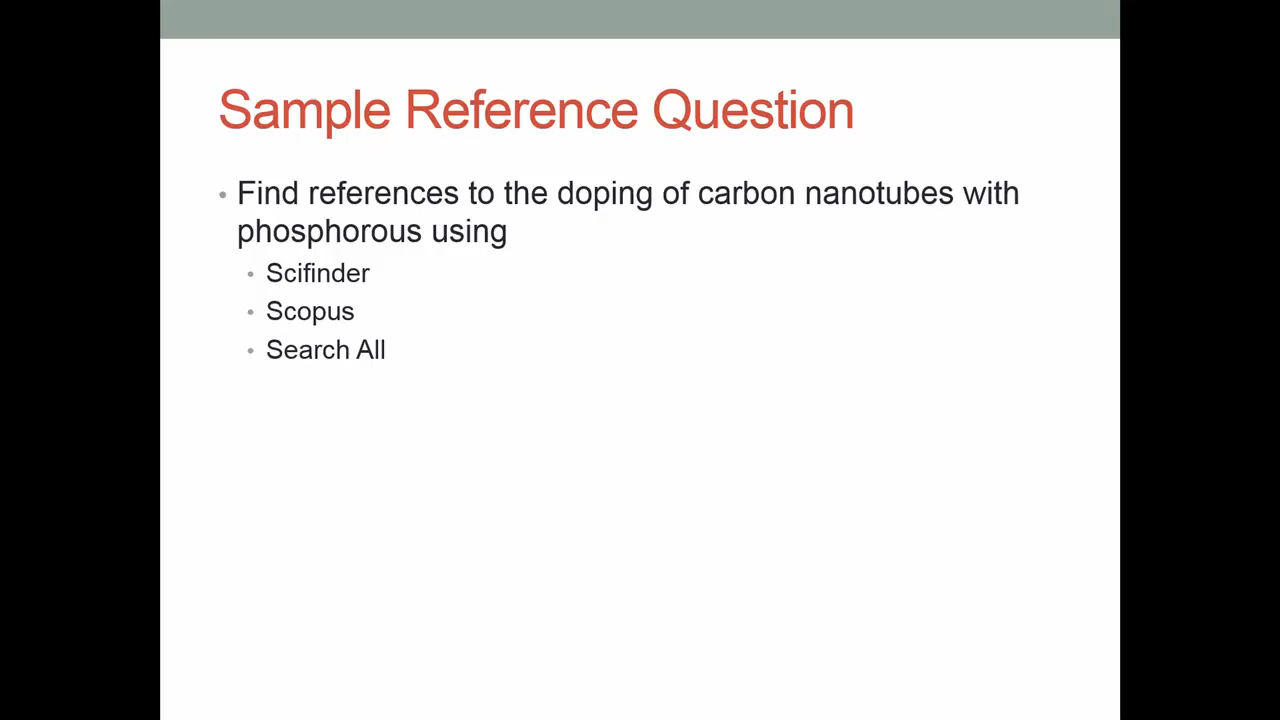 Sample Reference Question
• Find references to the doping of carbon nanotubes with
phosphorous using
• Scifinder
• Scopus
• Search All